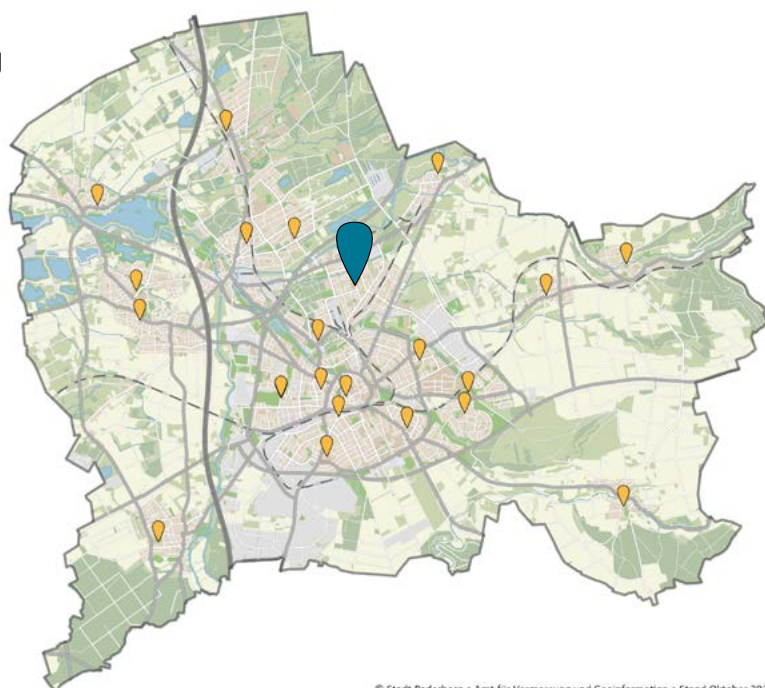 © Stadt Paderborn • Amt für Vermessung und Geoinformation • Stand Oktober